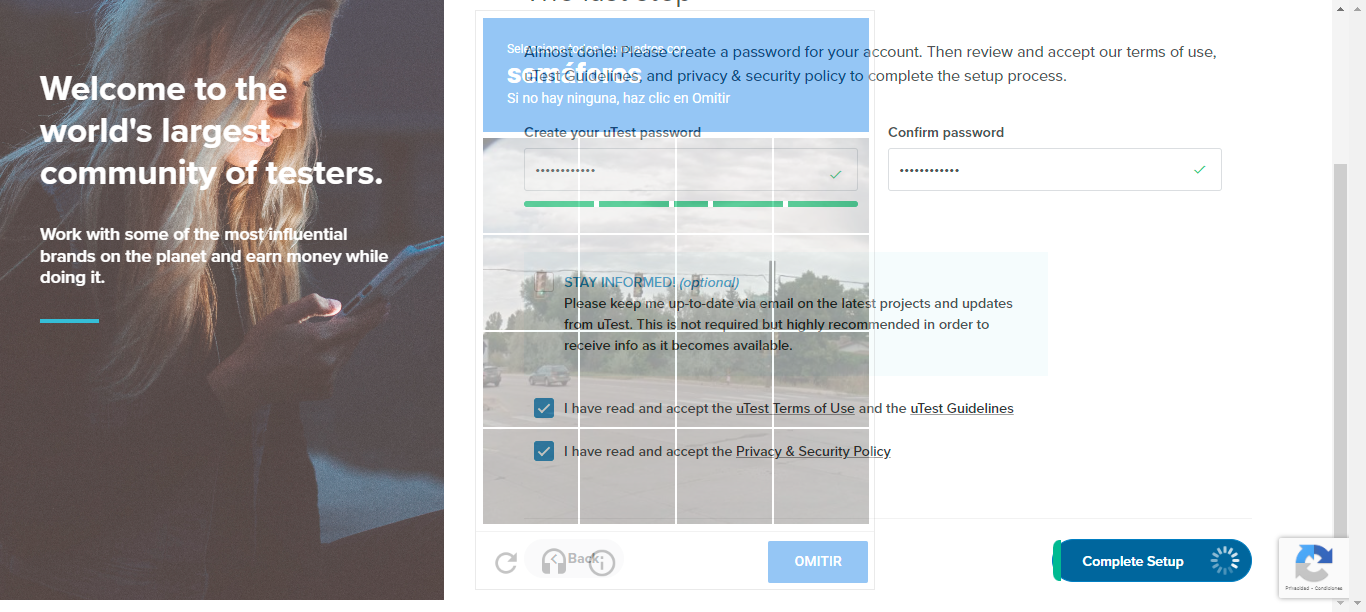 The last step
Welcome to the
world's largest
community of testers.
Work with some of the most influential
brands on the planet and earn money while
doing it.
Selecciona todos los cuadros con
semáforos
Si no hay ninguna, haz clic en Omitir
Almost done! Please create a password for your account. Then review and accept our terms of use,
uTest Guidelines, and privacy & security policy to complete the setup process.
Create your uTest password
Confirm password
STAY INFORMED! (optional)
Please keep me up-to-date via email on the latest projects and updates
from uTest. This is not required but highly recommended in order to
receive info as it becomes available.
I have read and accept the uTest Terms of Use and the uTest Guidelines
I have read and accept the Privacy & Security Policy
Back
OMITIR
Complete Setup
Privacidad - Condiciones